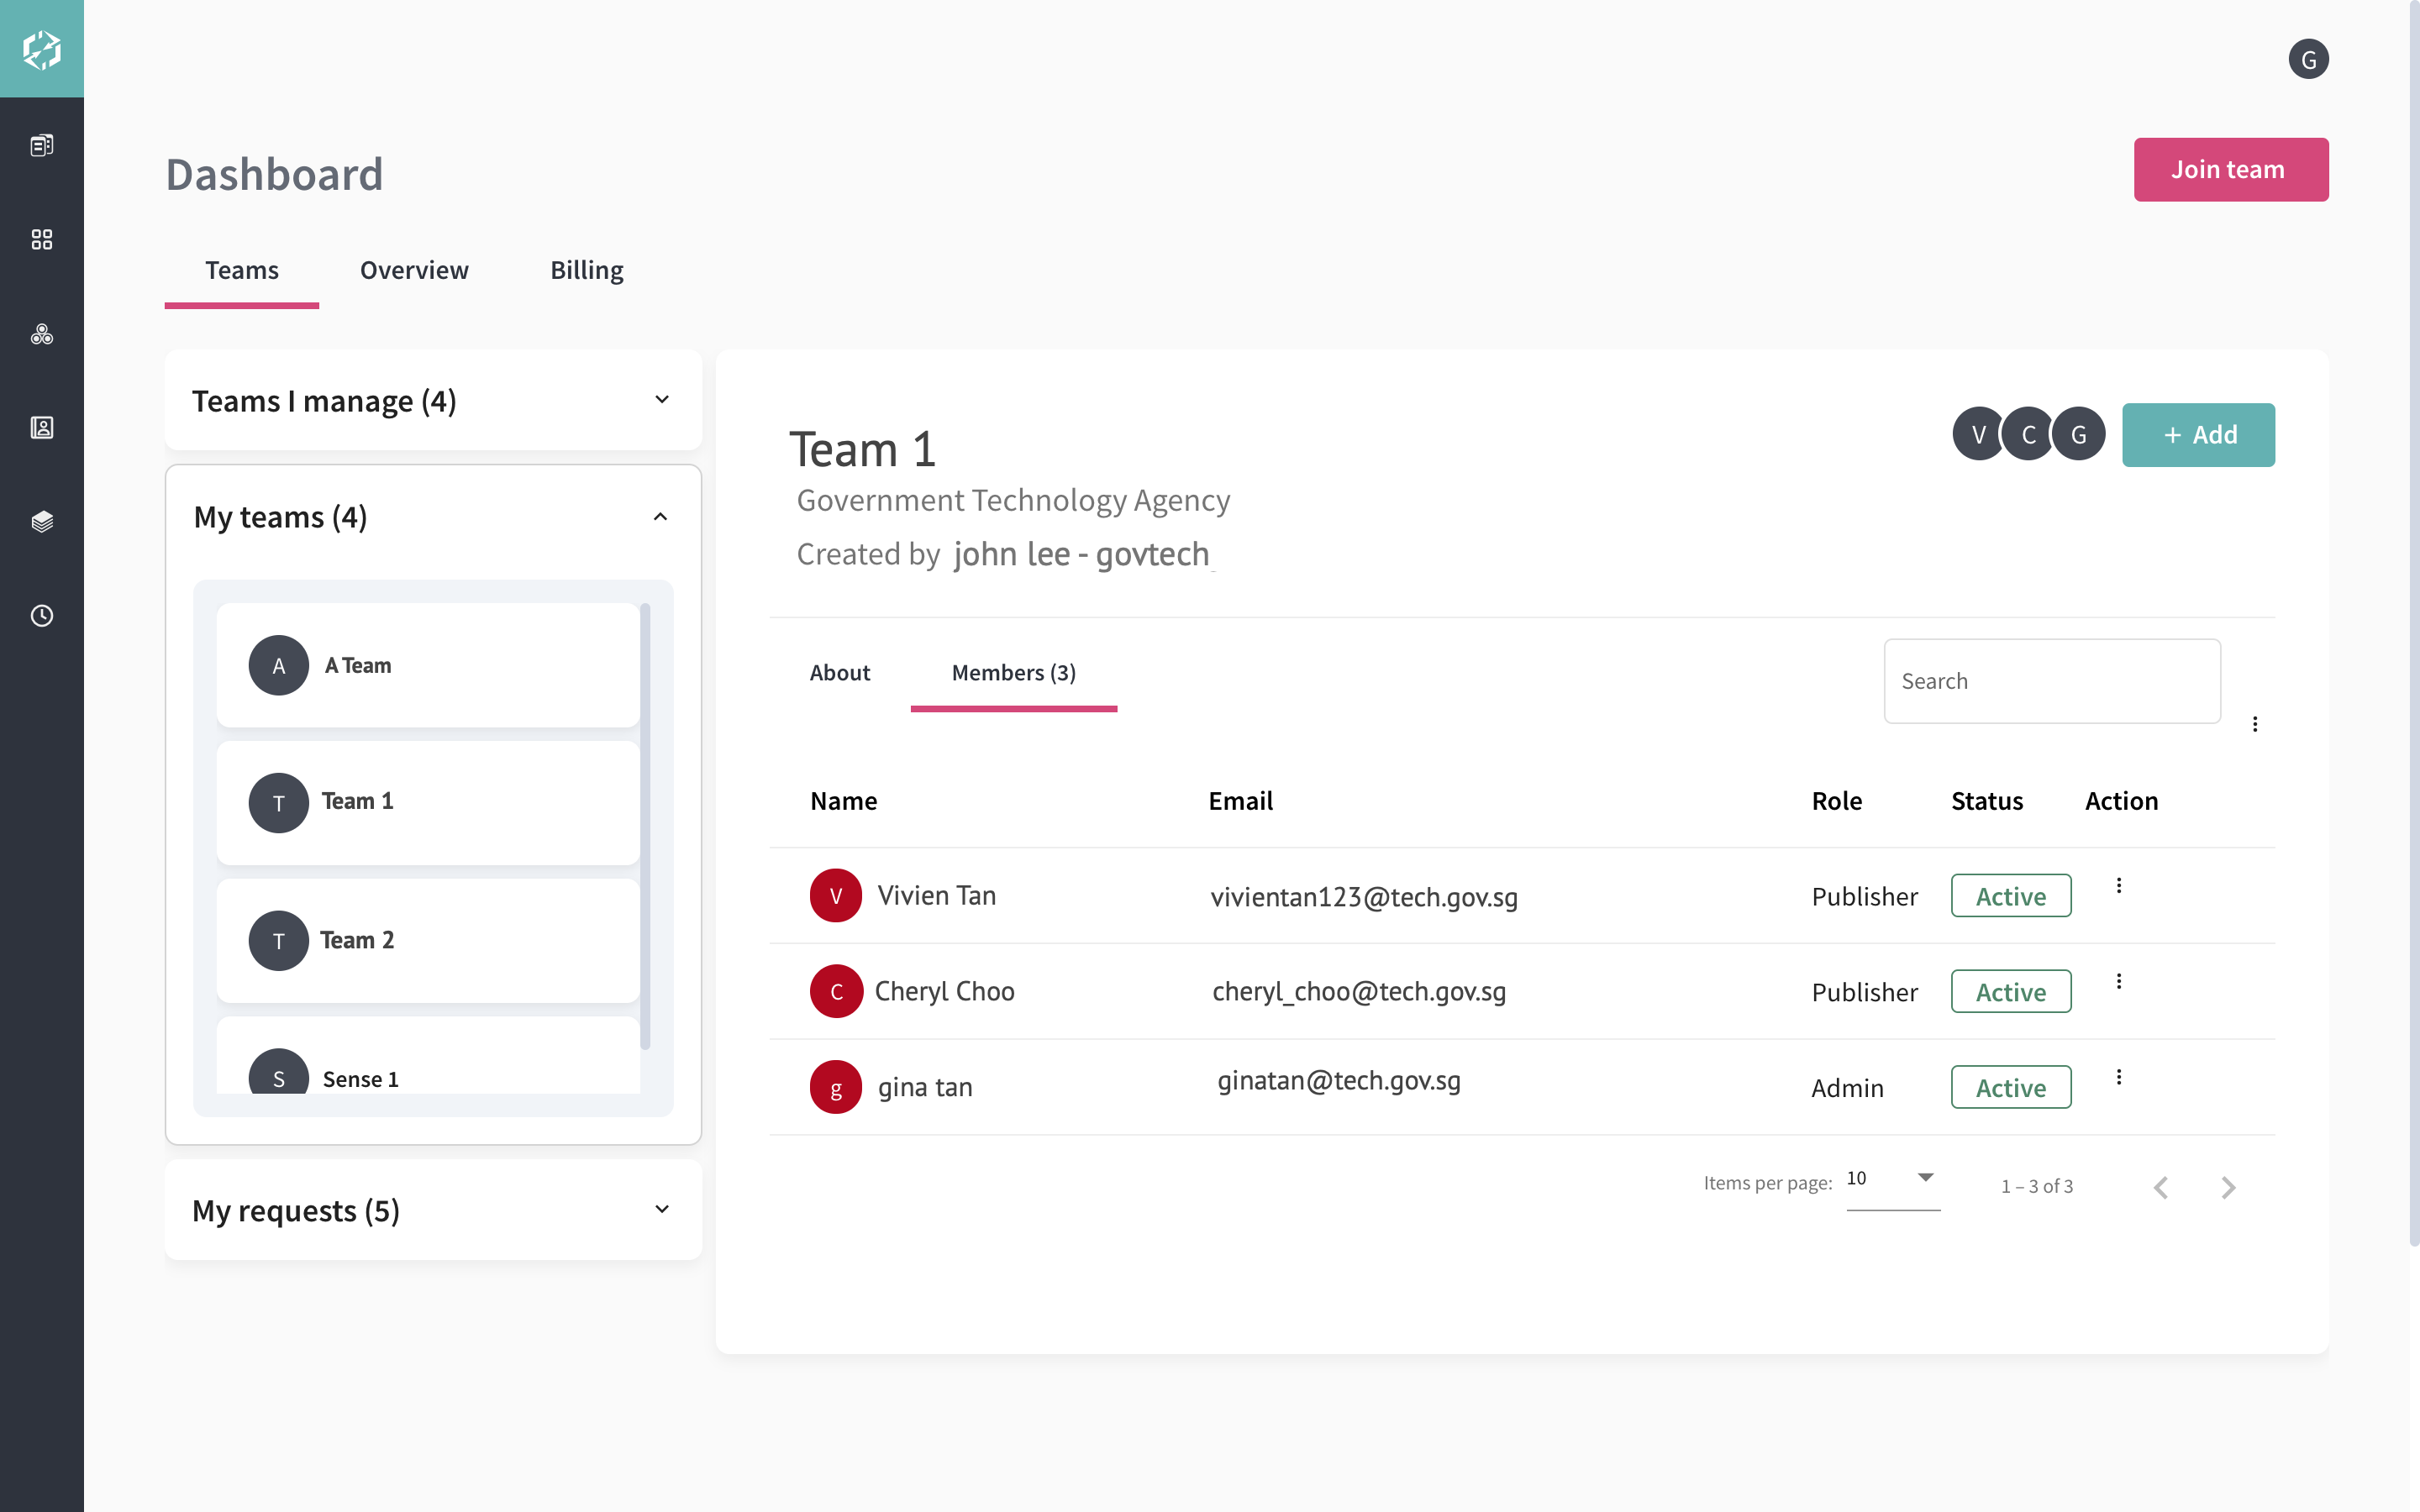 G
Dashboard
Join team
Teams Overview Billing
Teams I manage (4)
My teams (4)
A A Team
T Team 1
T Team 2
S Sense 1
My requests (5)
Team 1
V C G + Add
Government Technology Agency
Created by john lee - govtech
About Members (3)
Search
Name Email Role Status Action
V Vivien Tan vivientan123@tech.gov.sg Publisher Active
C Cheryl Choo cheryl_choo@tech.gov.sg Publisher Active
g gina tan ginatan@tech.gov.sg Admin Active
Items per page: 10 1 – 3 of 3